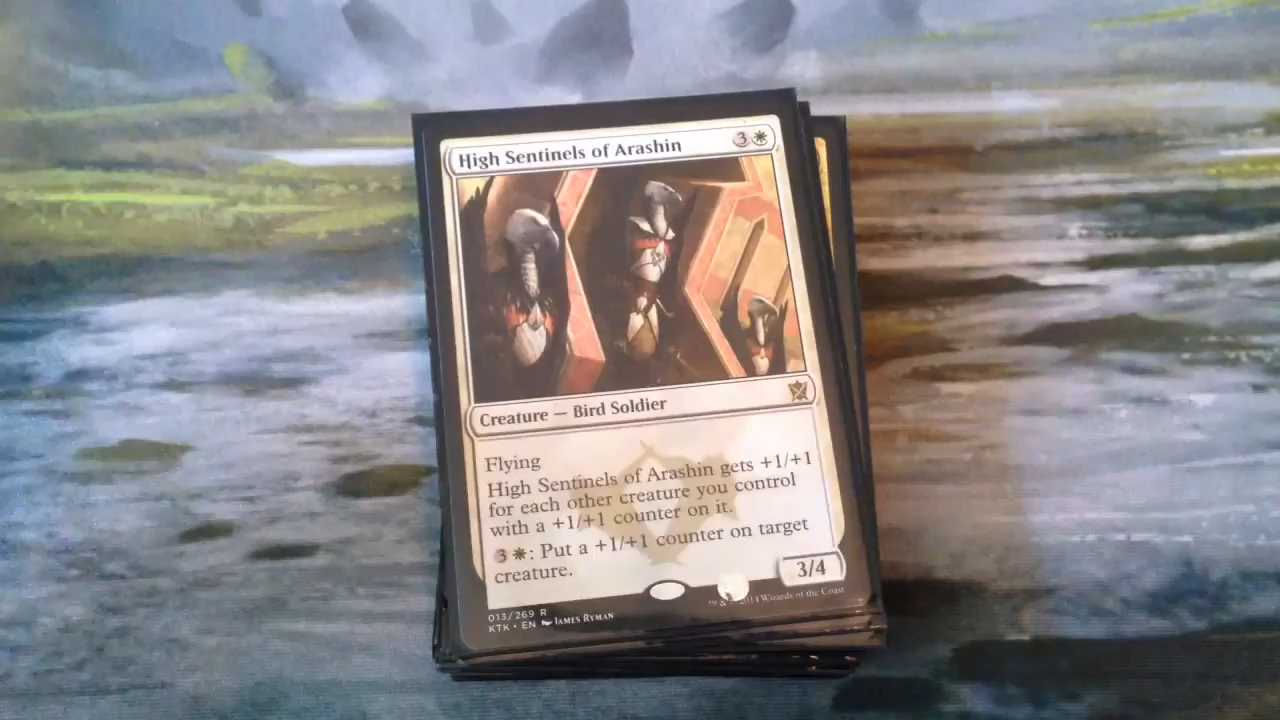 High Sentinels of Arashin 3
Creature — Bird Soldier
Flying
High Sentinels of Arashin gets +1/+1
for each other creature you control
with a +1/+1 counter on it.
3 : Put a +1/+1 counter on target
creature.
3/4
013/269 R
KTK • EN James Ryman
™ & © 2014 Wizards of the Coast